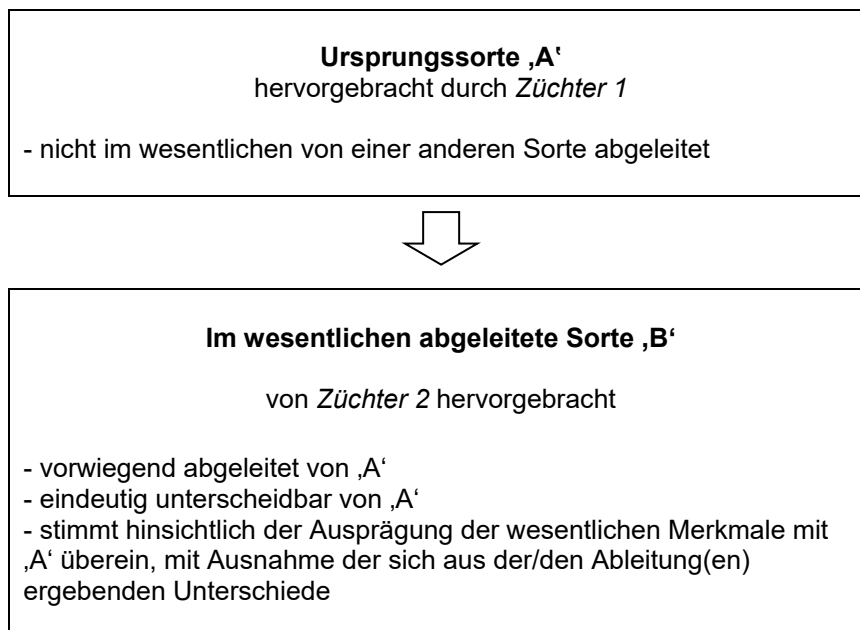 Ursprungssorte ‚A‘
hervorgebracht durch Züchter 1
- nicht im wesentlichen von einer anderen Sorte abgeleitet
Im wesentlichen abgeleitete Sorte ‚B‘
von Züchter 2 hervorgebracht
- vorwiegend abgeleitet von ‚A‘
- eindeutig unterscheidbar von ‚A‘
- stimmt hinsichtlich der Ausprägung der wesentlichen Merkmale mit
‚A‘ überein, mit Ausnahme der sich aus der/den Ableitung(en)
ergebenden Unterschiede